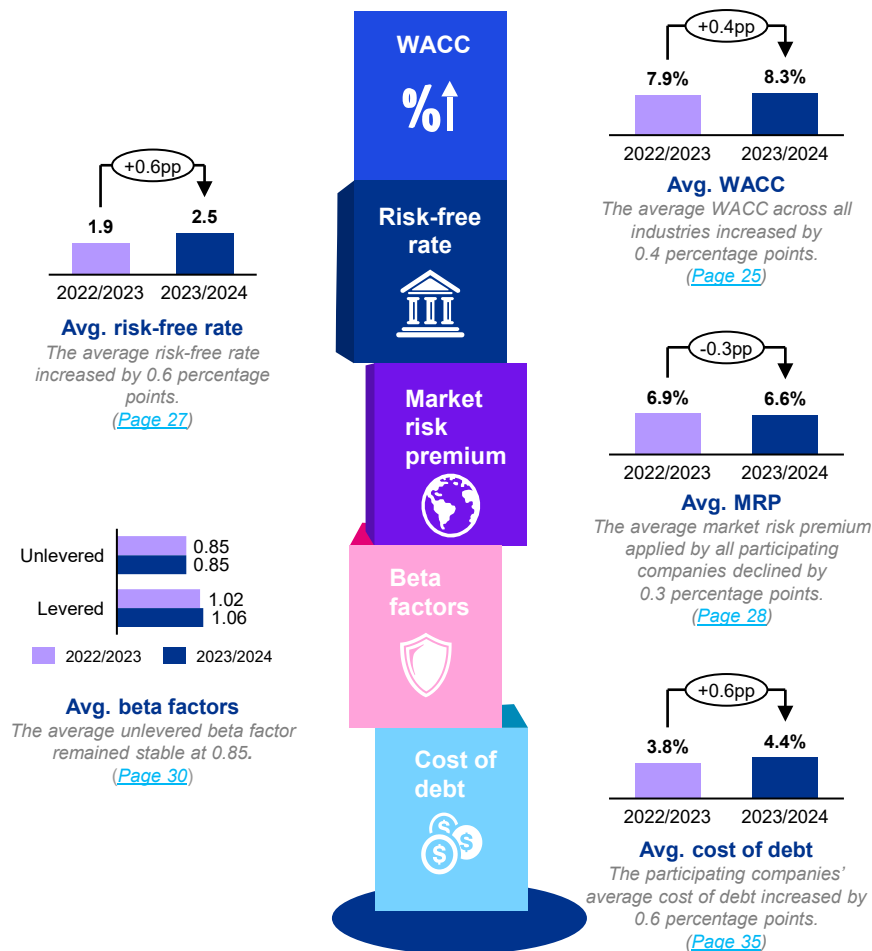 WACC
%
+0.4pp
7.9%
8.3%
2022/2023
2023/2024
Avg. WACC
The average WACC across all
industries increased by
0.4 percentage points.
(Page 25)
+0.6pp
1.9
2.5
2022/2023
2023/2024
Avg. risk-free rate
The average risk-free rate
increased by 0.6 percentage
points.
(Page 27)
Risk-free
rate
Market
risk
premium
-0.3pp
6.9%
6.6%
2022/2023
2023/2024
Avg. MRP
The average market risk premium
applied by all participating
companies declined by
0.3 percentage points.
(Page 28)
Unlevered
0.85
0.85
Levered
1.02
1.06
2022/2023
2023/2024
Avg. beta factors
The average unlevered beta factor
remained stable at 0.85.
(Page 30)
Beta
factors
Cost of
debt
$
$
$
+0.6pp
3.8%
4.4%
2022/2023
2023/2024
Avg. cost of debt
The participating companies’
average cost of debt increased by
0.6 percentage points.
(Page 35)